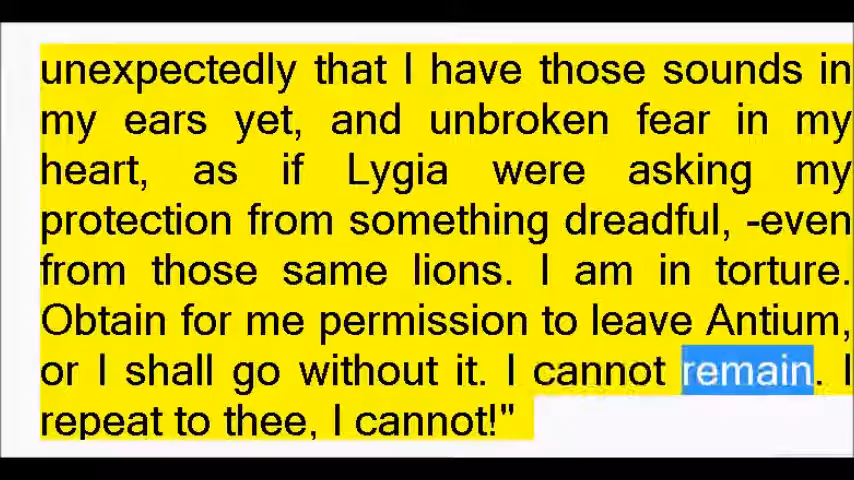 unexpectedly that I have those sounds in
my ears yet, and unbroken fear in my
heart, as if Lygia were asking my
protection from something dreadful, -even
from those same lions. I am in torture.
Obtain for me permission to leave Antium,
or I shall go without it. I cannot remain. I
repeat to thee, I cannot!"